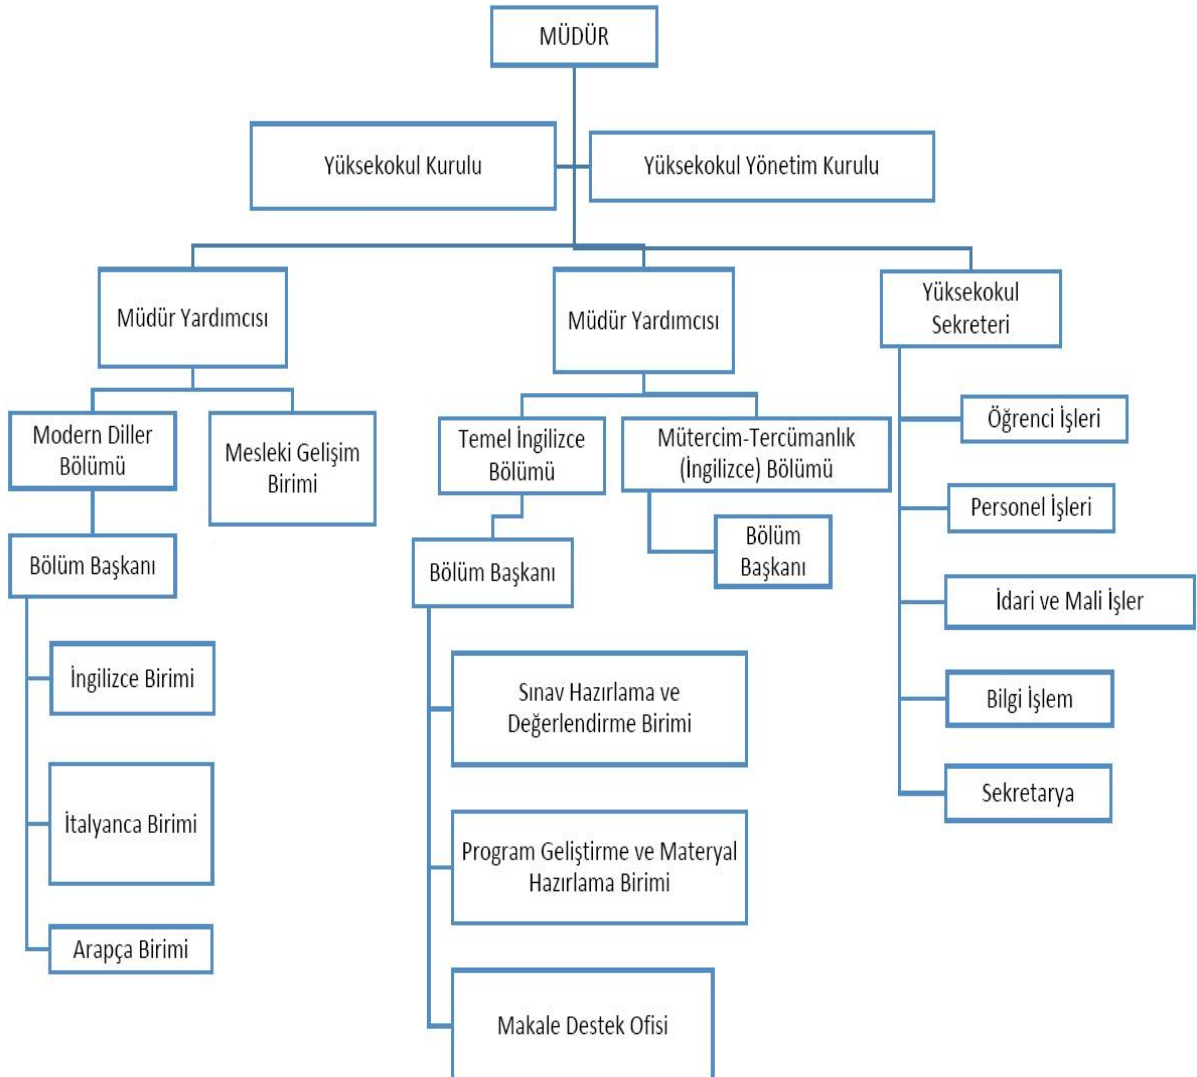 MÜDÜR
Yüksekokul Kurulu
Yüksekokul Yönetim Kurulu
Müdür Yardımcısı
Müdür Yardımcısı
Yüksekokul
Sekreteri
Modern Diller
Bölümü
Mesleki Gelişim
Birimi
Temel İngilizce
Bölümü
Mütercim-Tercümanlık
(İngilizce) Bölümü
Öğrenci İşleri
Personel İşleri
Bölüm Başkanı
Bölüm Başkanı
Bölüm
Başkanı
İdari ve Mali İşler
İngilizce Birimi
Sınav Hazırlama ve
Değerlendirme Birimi
Bilgi İşlem
Sekretarya
İtalyanca Birimi
Program Geliştirme ve Materyal
Hazırlama Birimi
Arapça Birimi
Makale Destek Ofisi